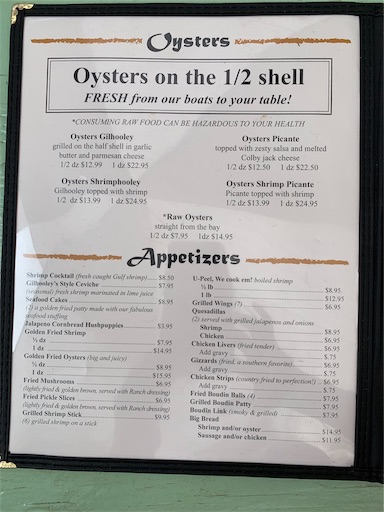 Oysters
Oysters on the 1/2 shell
FRESH from our boats to your table!
*CONSUMING RAW FOOD CAN BE HAZARDOUS TO YOUR HEALTH
Oysters Gilhooley
grilled on the half shell in garlic
butter and parmesan cheese
1/2 dz $12.99 1 dz $22.95
Oysters Picante
topped with zesty salsa and melted
Colby jack cheese
1/2 dz $12.50 1 dz $22.50
Oysters Shrimphooley
Gilhooley topped with shrimp
1/2 dz $13.99 1 dz $24.95
Oysters Shrimp Picante
Picante topped with shrimp
1/2 dz $13.99 1 dz $24.95
*Raw Oysters
straight from the bay
1/2 dz $7.95 1dz $14.95
Appetizers
Shrimp Cocktail (fresh caught Gulf shrimp) $8.50
Gilhooley's Style Ceviche $7.95
(seasonal) fresh shrimp marinated in lime juice
Seafood Cakes $8.95
(2) a golden fried patty made with our fabulous
seafood stuffing
Jalapeno Cornbread Hushpuppies $3.95
Golden Fried Shrimp
½ dz $7.95
1 dz $14.95
Golden Fried Oysters (big and juicy)
½ dz $8.95
1 dz $15.95
Fried Mushrooms $6.95
(lightly fried & golden brown, served with Ranch dressing)
Fried Pickle Slices $6.95
(lightly fried & golden brown, served with Ranch dressing)
Grilled Shrimp Stick $9.95
(6) grilled shrimp on a stick
U-Peel, We cook em! boiled shrimp
½ lb $8.95
1 lb $12.95
Grilled Wings (7) $6.95
Quesadillas
(2) served with grilled jalapenos and onions
Shrimp $8.95
Chicken $6.95
Chicken Livers (fried tender) $6.95
Add gravy $.75
Gizzards (fried, a southern favorite) $6.95
Add gravy $.75
Chicken Strips (country fried to perfection!) $6.95
Add gravy $.75
Fried Boudin Balls (4) $7.95
Grilled Boudin Patty $7.95
Boudin Link (smoky & grilled) $7.95
Big Bread
Shrimp and/or oyster $14.95
Sausage and/or chicken $11.95